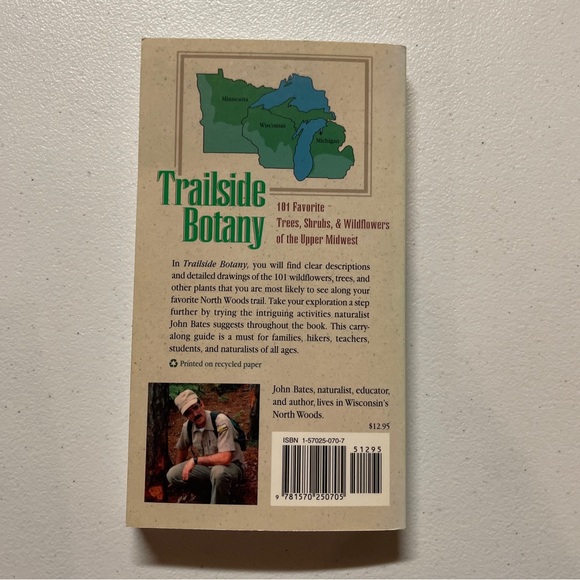 Minnesota
Wisconsin
Michigan
Trailside
Botany
101 Favorite
Trees, Shrubs, & Wildflowers
of the Upper Midwest
In Trailside Botany, you will find clear descriptions
and detailed drawings of the 101 wildflowers, trees, and
other plants that you are most likely to see along your
favorite North Woods trail. Take your exploration a step
further by trying the intriguing activities naturalist
John Bates suggests throughout the book. This carry-
along guide is a must for families, hikers, teachers,
students, and naturalists of all ages.
Printed on recycled paper
John Bates, naturalist, educator,
and author, lives in Wisconsin's
North Woods.
$12.95
ISBN 1-57025-070-7
51295
9 781570 250705